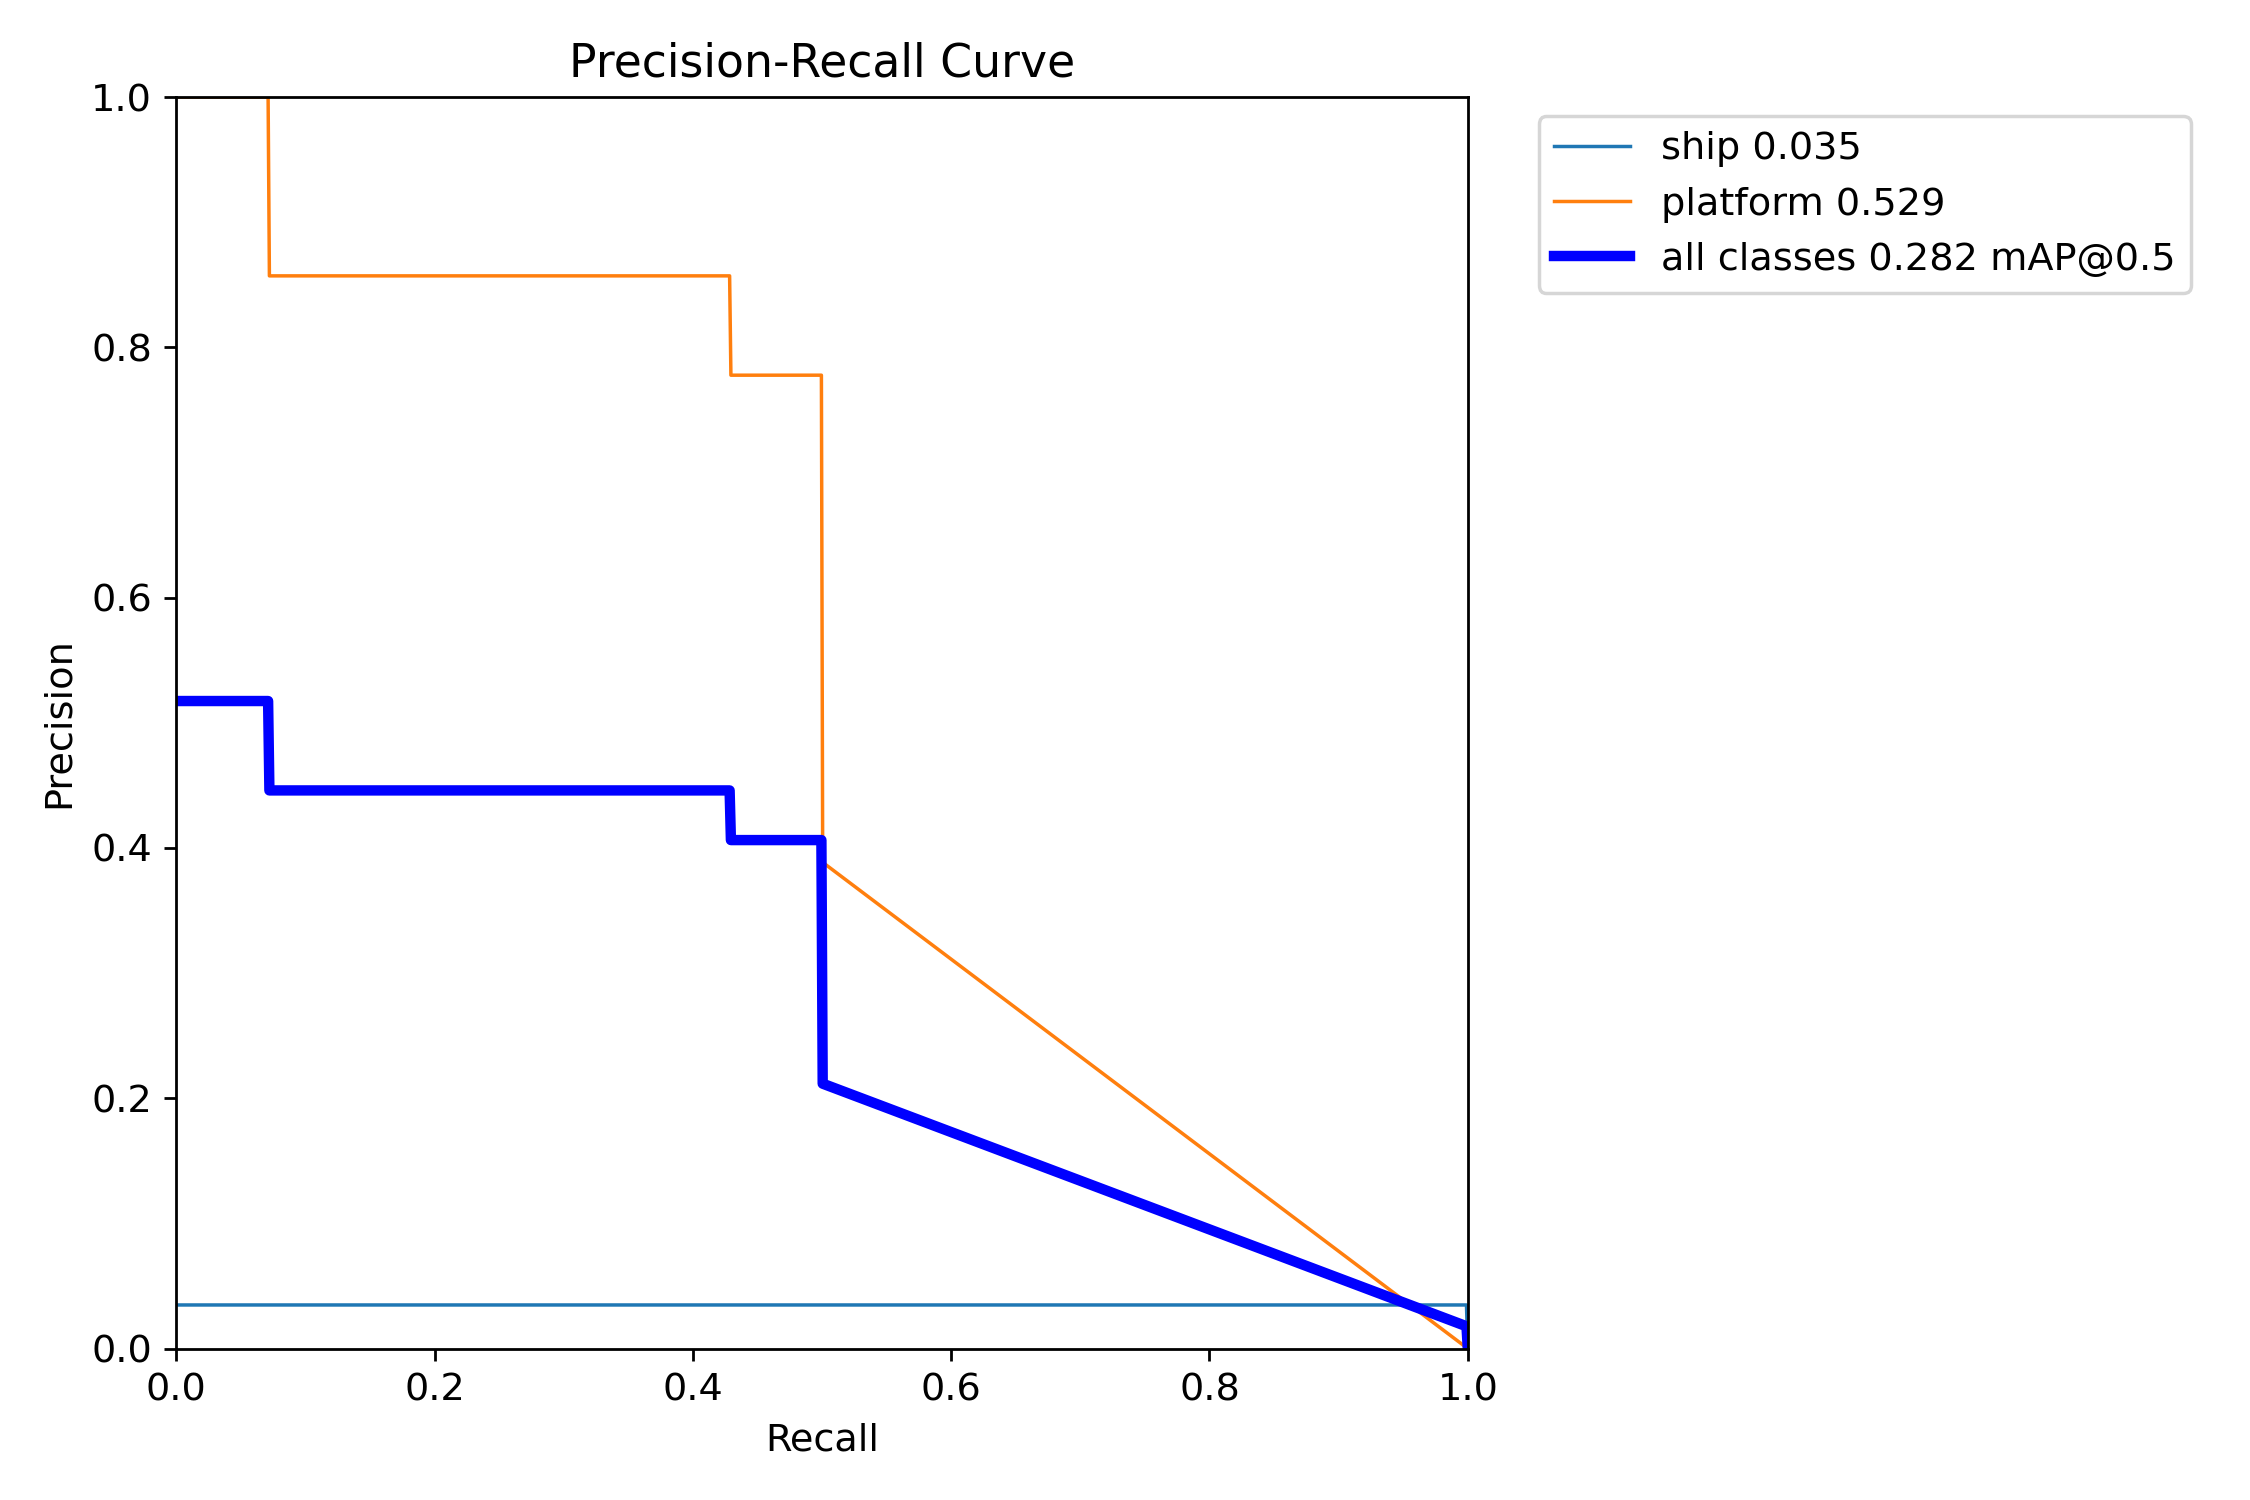 Precision-Recall Curve
1.0
0.8
0.6
0.4
0.2
0.0
Precision
0.0 0.2 0.4 0.6 0.8 1.0
Recall
ship 0.035
platform 0.529
all classes 0.282 mAP@0.5